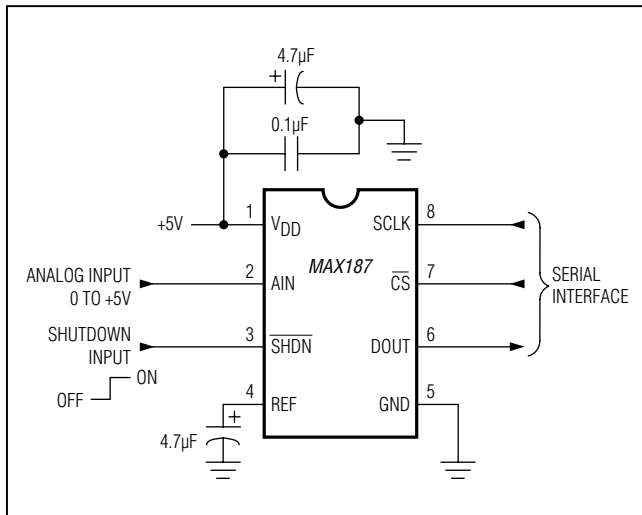 4.7µF
+
0.1µF
+5V
1
VDD
SCLK
8
MAX187
ANALOG INPUT
0 TO +5V
2
AIN
CS
7
SERIAL
INTERFACE
SHUTDOWN
INPUT
3
SHDN
DOUT
6
ON
OFF
4
REF
GND
5
+
4.7µF